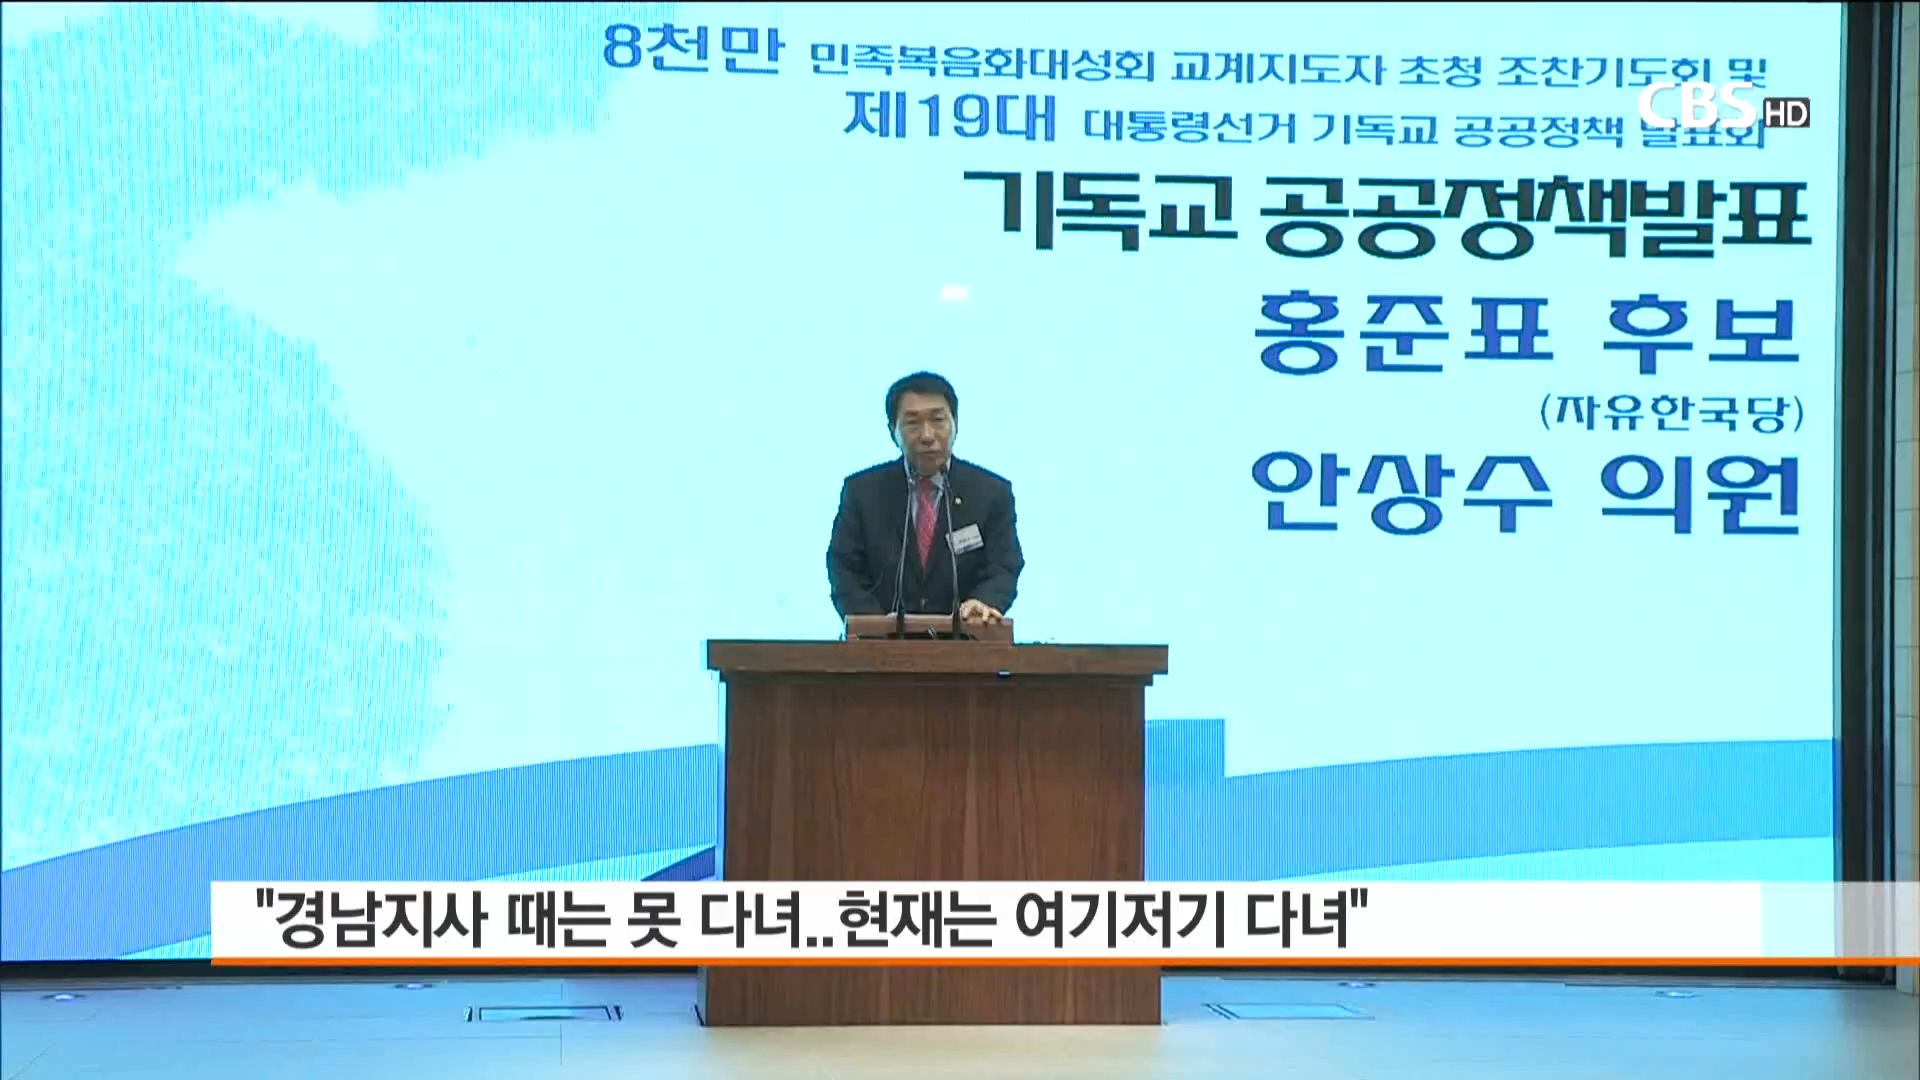 8천만 민족복음화대성회 교계지도자 초청 조찬기도회 및
제19대 대통령선거 기독교 공공정책 발표회
CBS HD
기독교 공공정책발표
홍준표 후보
(자유한국당)
안상수 의원
"경남지사 때는 못 다녀..현재는 여기저기 다녀"